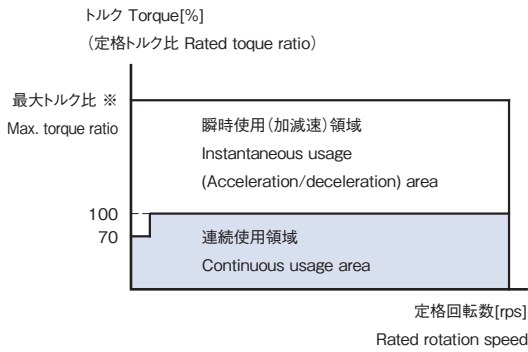 トルク Torque[%]
（定格トルク比 Rated toque ratio）
最大トルク比 ※
Max. torque ratio
瞬時使用（加減速）領域
Instantaneous usage
(Acceleration/deceleration) area
100
70
連続使用領域
Continuous usage area
定格回転数[rps]
Rated rotation speed